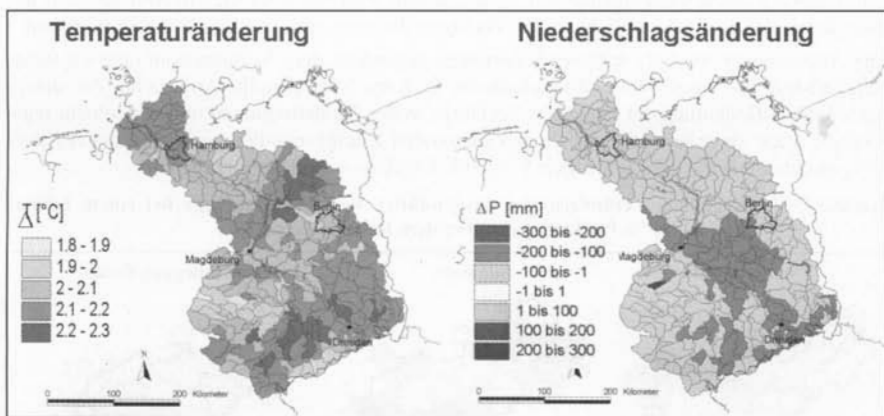 Temperaturänderung
Hamburg
Berlin
Magdeburg
Dresden
Δ [°C]
1.8 - 1.9
1.9 - 2
2 - 2.1
2.1 - 2.2
2.2 - 2.3
N
0 100 200 Kilometer
Niederschlagsänderung
Hamburg
Berlin
Magdeburg
Dresden
Δ P [mm]
-300 bis -200
-200 bis -100
-100 bis -1
-1 bis 1
1 bis 100
100 bis 200
200 bis 300
0 100 200 Kilometer